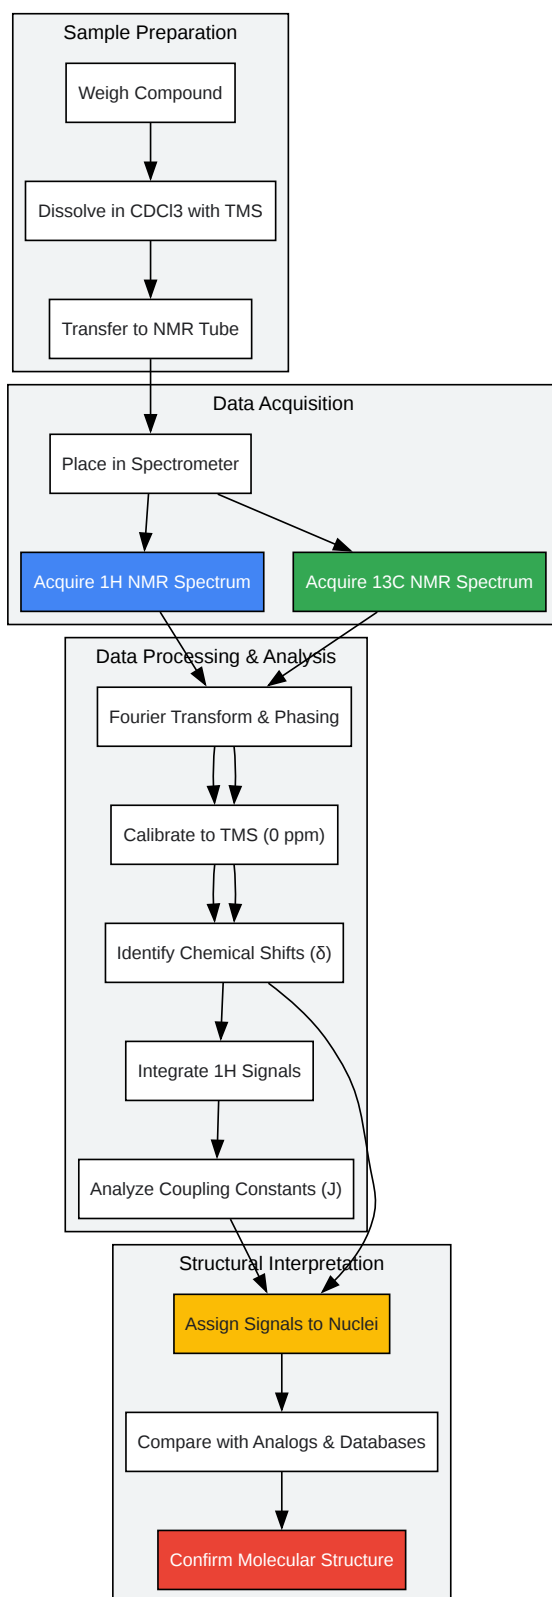 Sample Preparation
Weigh Compound
Dissolve in CDCl3 with TMS
Transfer to NMR Tube
Data Acquisition
Place in Spectrometer
Acquire 1H NMR Spectrum
Acquire 13C NMR Spectrum
Data Processing & Analysis
Fourier Transform & Phasing
Calibrate to TMS (0 ppm)
Identify Chemical Shifts (δ)
Integrate 1H Signals
Analyze Coupling Constants (J)
Structural Interpretation
Assign Signals to Nuclei
Compare with Analogs & Databases
Confirm Molecular Structure